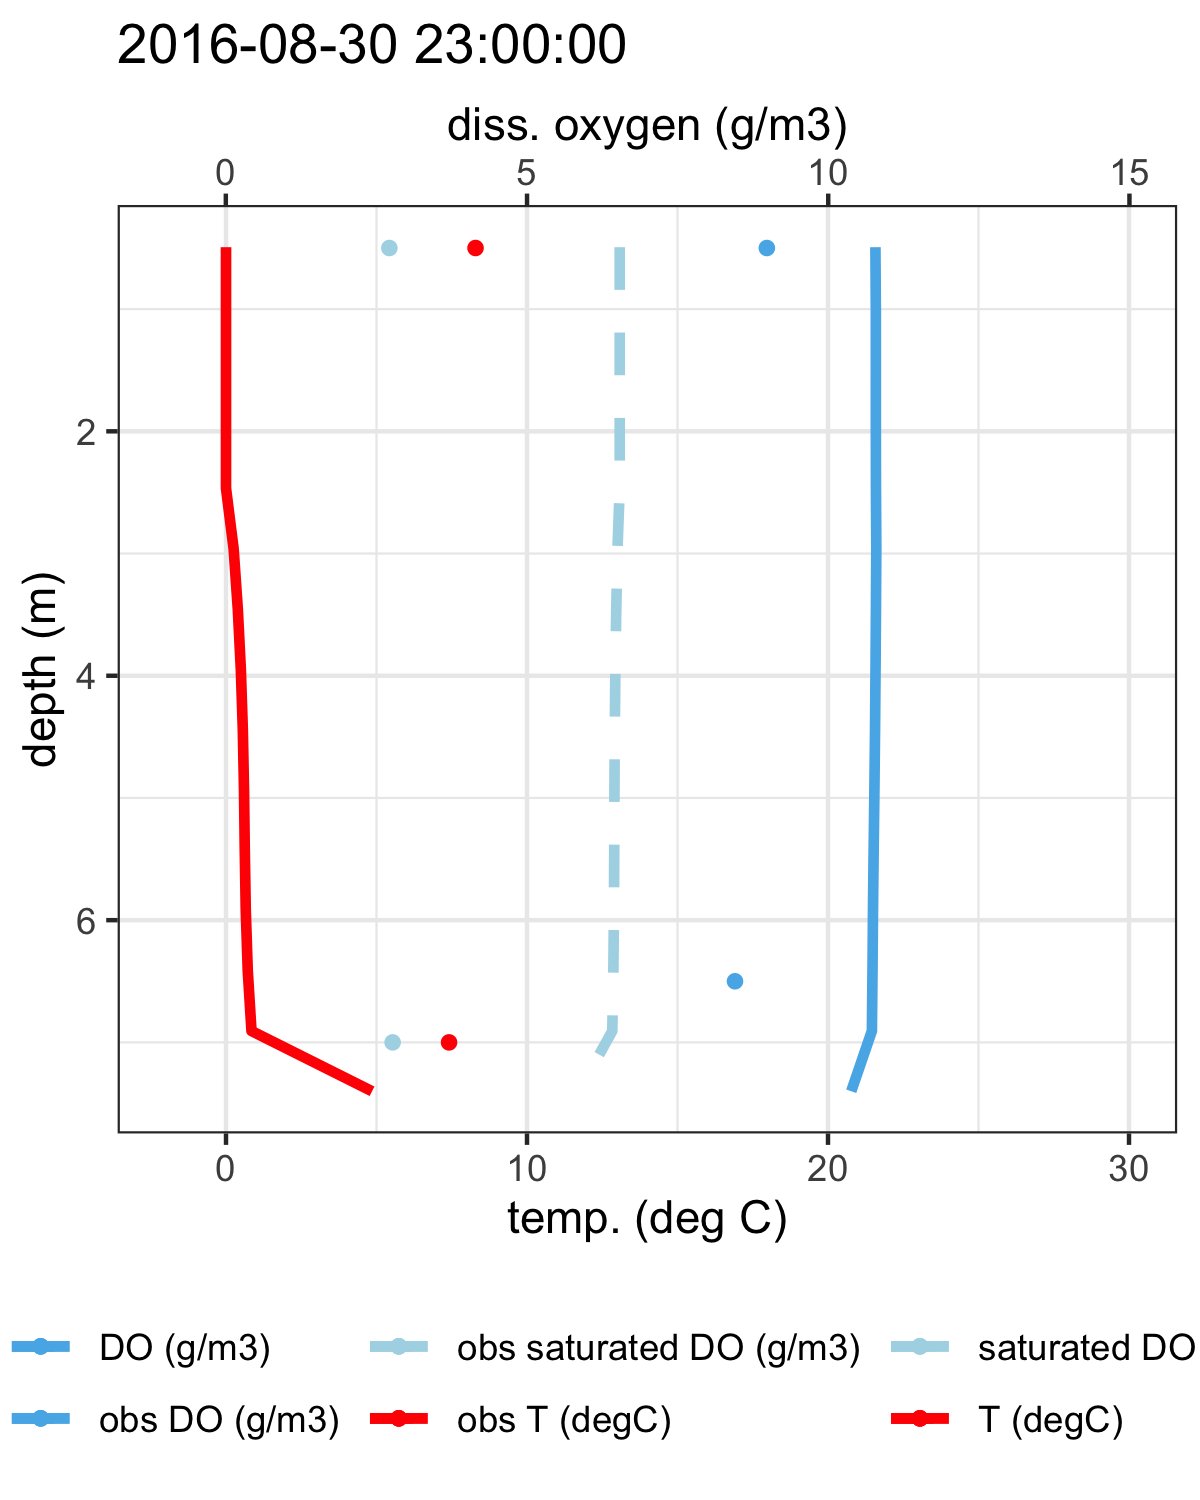 2016-08-30 23:00:00
diss. oxygen (g/m3)
0 5 10 15
depth (m)
2
4
6
0 10 20 30
temp. (deg C)
DO (g/m3) obs saturated DO (g/m3) saturated DO
obs DO (g/m3) obs T (degC) T (degC)